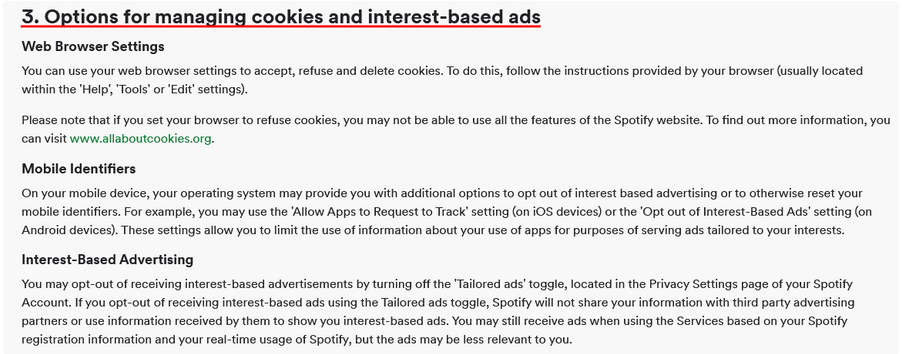 3. Options for managing cookies and interest-based ads
Web Browser Settings
You can use your web browser settings to accept, refuse and delete cookies. To do this, follow the instructions provided by your browser (usually located
within the 'Help', 'Tools' or 'Edit' settings).
Please note that if you set your browser to refuse cookies, you may not be able to use all the features of the Spotify website. To find out more information, you
can visit www.allaboutcookies.org.
Mobile Identifiers
On your mobile device, your operating system may provide you with additional options to opt out of interest based advertising or to otherwise reset your
mobile identifiers. For example, you may use the 'Allow Apps to Request to Track' setting (on iOS devices) or the 'Opt out of Interest-Based Ads' setting (on
Android devices). These settings allow you to limit the use of information about your use of apps for purposes of serving ads tailored to your interests.
Interest-Based Advertising
You may opt-out of receiving interest-based advertisements by turning off the 'Tailored ads' toggle, located in the Privacy Settings page of your Spotify
Account. If you opt-out of receiving interest-based ads using the Tailored ads toggle, Spotify will not share your information with third party advertising
partners or use information received by them to show you interest-based ads. You may still receive ads when using the Services based on your Spotify
registration information and your real-time usage of Spotify, but the ads may be less relevant to you.